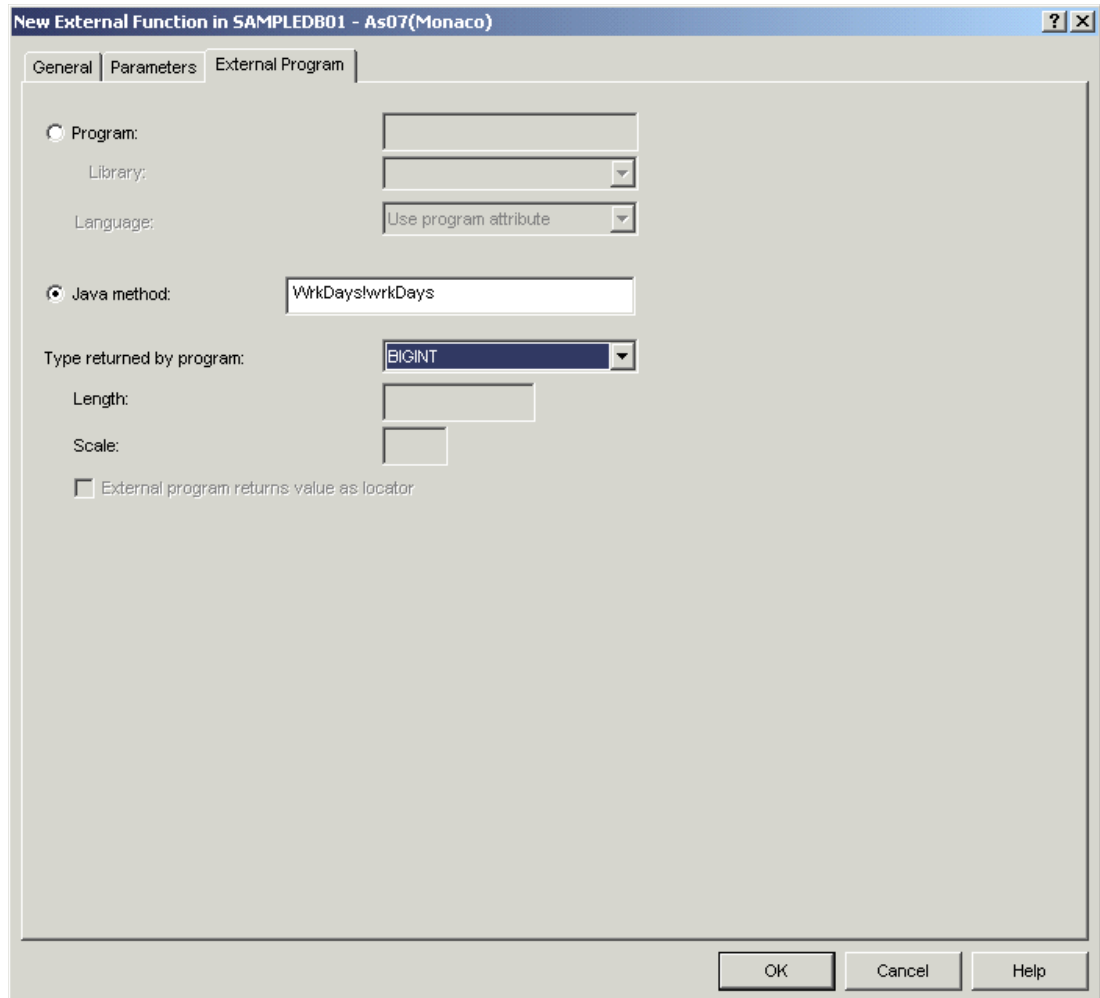 New External Function in SAMPLEDB01 - As07(Monaco)
General Parameters External Program
Program:
Library:
Language: Use program attribute
Java method: WrkDays!wrkDays
Type returned by program: BIGINT
Length:
Scale:
External program returns value as locator
OK Cancel Help